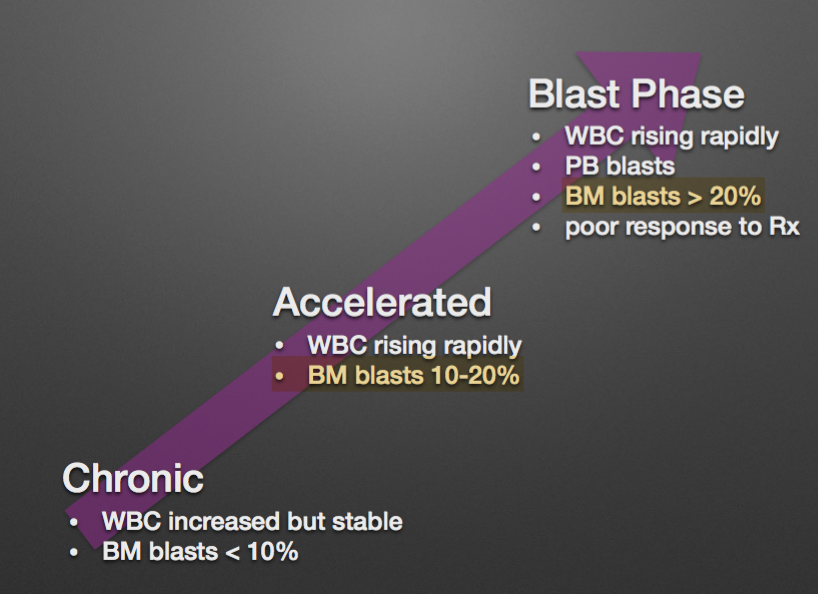 Blast Phase
• WBC rising rapidly
• PB blasts
• BM blasts > 20%
• poor response to Rx
Accelerated
• WBC rising rapidly
• BM blasts 10-20%
Chronic
• WBC increased but stable
• BM blasts < 10%